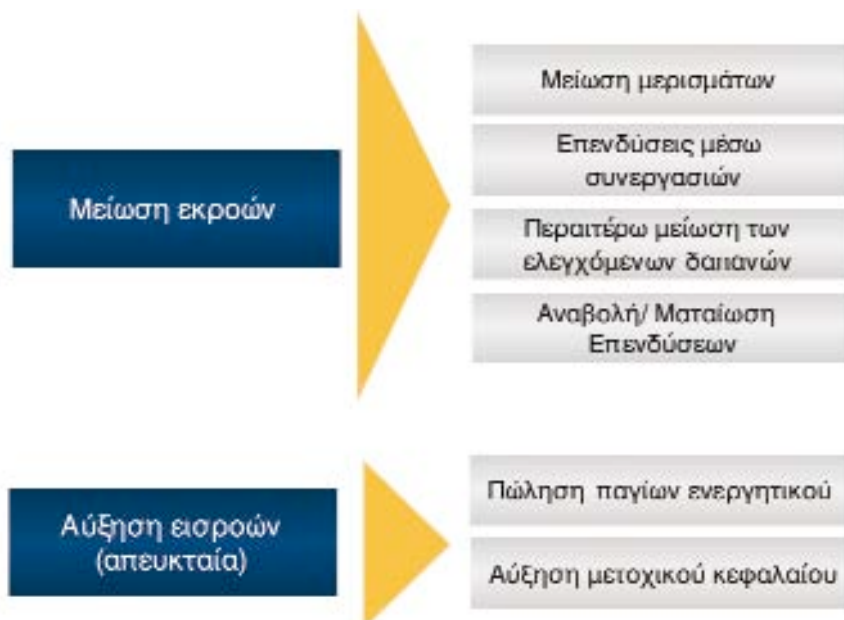 Μείωση εκροών
Μείωση μερισμάτων
Επενδύσεις μέσω
συνεργασιών
Περαιτέρω μείωση των
ελεγχόμενων δαπανών
Αναβολή/ Ματαίωση
Επενδύσεων
Αύξηση εισροών
(απευκταία)
Πώληση παγίων ενεργητικού
Αύξηση μετοχικού κεφαλαίου